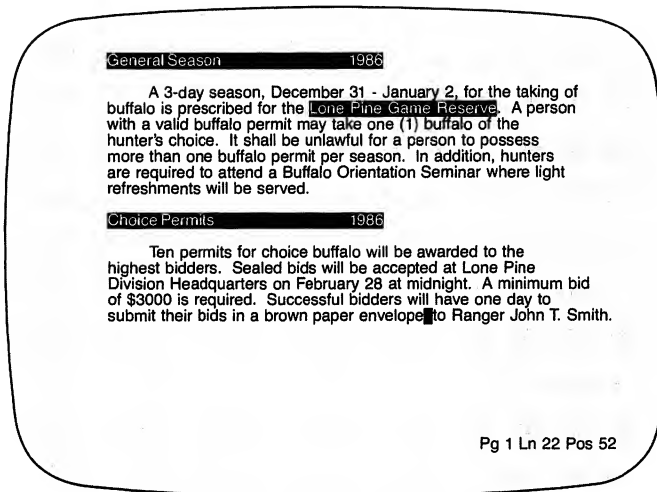 General Season 1986
A 3-day season, December 31 - January 2, for the taking of
buffalo is prescribed for the Lone Pine Game Reserve. A person
with a valid buffalo permit may take one (1) buffalo of the
hunter's choice. It shall be unlawful for a person to possess
more than one buffalo permit per season. In addition, hunters
are required to attend a Buffalo Orientation Seminar where light
refreshments will be served.
Choice Permits 1986
Ten permits for choice buffalo will be awarded to the
highest bidders. Sealed bids will be accepted at Lone Pine
Division Headquarters on February 28 at midnight. A minimum bid
of $3000 is required. Successful bidders will have one day to
submit their bids in a brown paper envelope to Ranger John T. Smith.
Pg 1 Ln 22 Pos 52